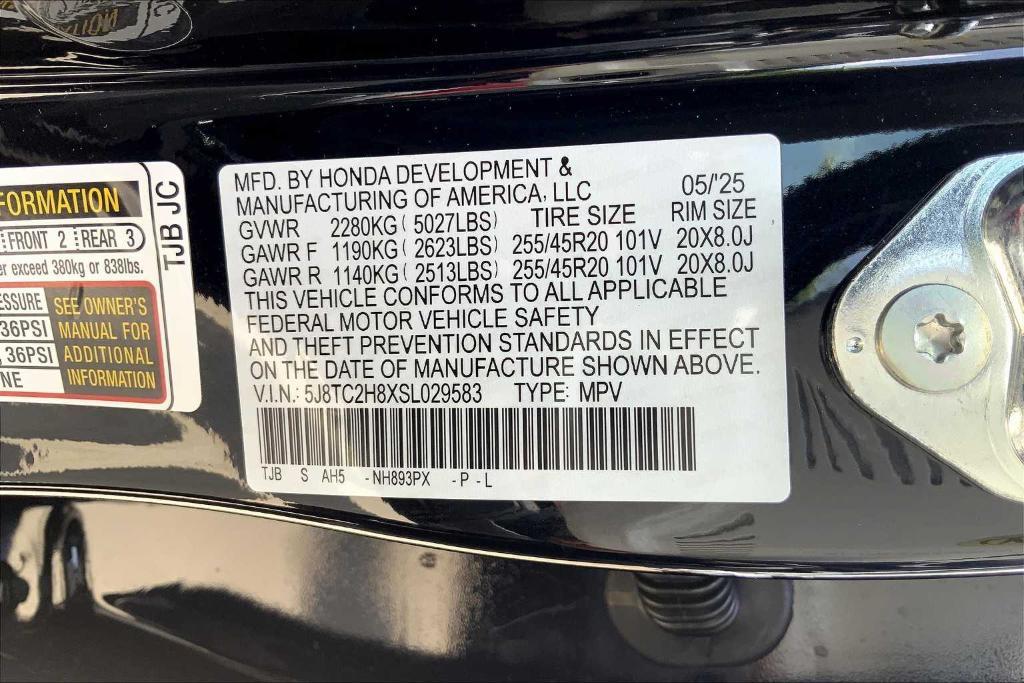 FORMATION
FRONT 2 REAR 3
er exceed 380kg or 838lbs.
ESSURE
36PSI
, 36PSI
NE
SEE OWNER'S
MANUAL FOR
ADDITIONAL
INFORMATION
TJB JC
MFD. BY HONDA DEVELOPMENT &
MANUFACTURING OF AMERICA, LLC 05/'25
GVWR 2280KG ( 5027LBS) TIRE SIZE RIM SIZE
GAWR F 1190KG ( 2623LBS) 255/45R20 101V 20X8.0J
GAWR R 1140KG ( 2513LBS) 255/45R20 101V 20X8.0J
THIS VEHICLE CONFORMS TO ALL APPLICABLE
FEDERAL MOTOR VEHICLE SAFETY
AND THEFT PREVENTION STANDARDS IN EFFECT
ON THE DATE OF MANUFACTURE SHOWN ABOVE.
V.I.N.: 5J8TC2H8XSL029583 TYPE: MPV
TJB S AH5 -NH893PX -P-L